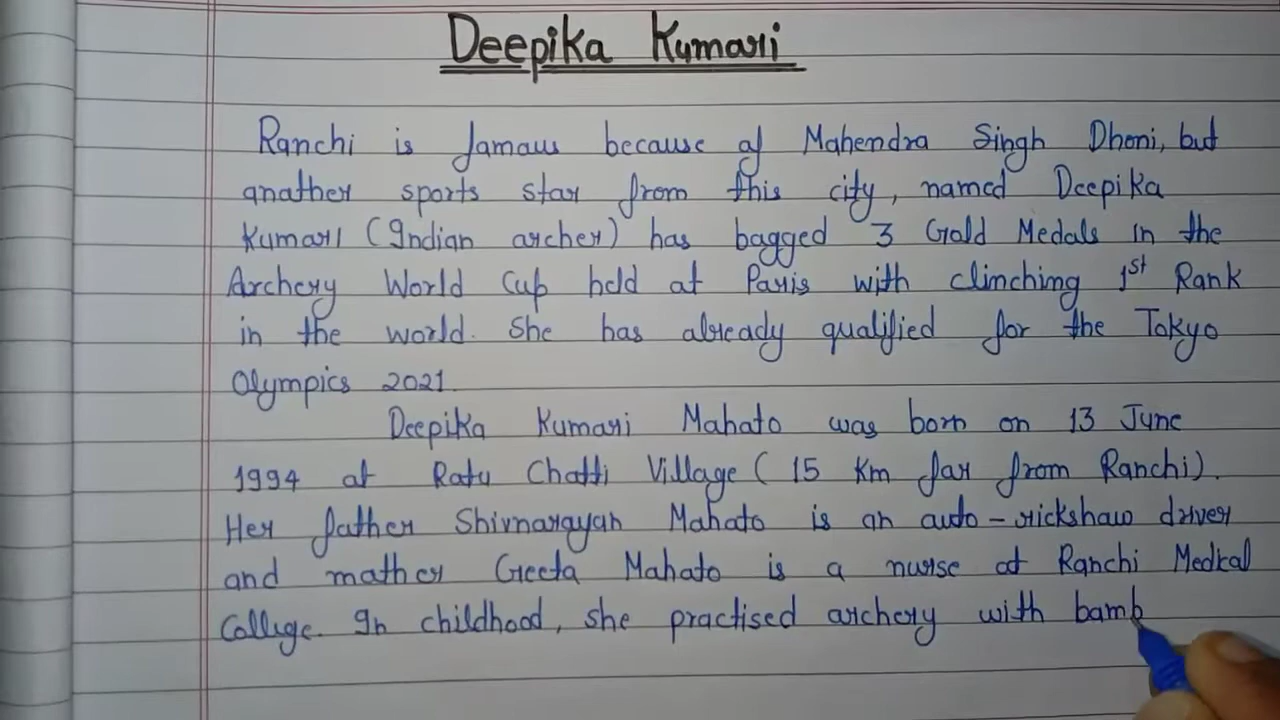 Deepika Kumari
Ranchi is famous because of Mahendra Singh Dhoni, but
another sports star from this city, named Deepika
Kumari (Indian archer) has bagged 3 Gold Medals in the
Archery World Cup held at Paris with clinching 1st Rank
in the world. She has already qualified for the Tokyo
Olympics 2021.
Deepika Kumari Mahato was born on 13 June
1994 at Ratu Chatti Village (15 Km far from Ranchi).
Her father Shivnarayan Mahato is an auto-rickshaw driver
and mother Geeta Mahato is a nurse at Ranchi Medical
College. In childhood, she practised archery with bamb